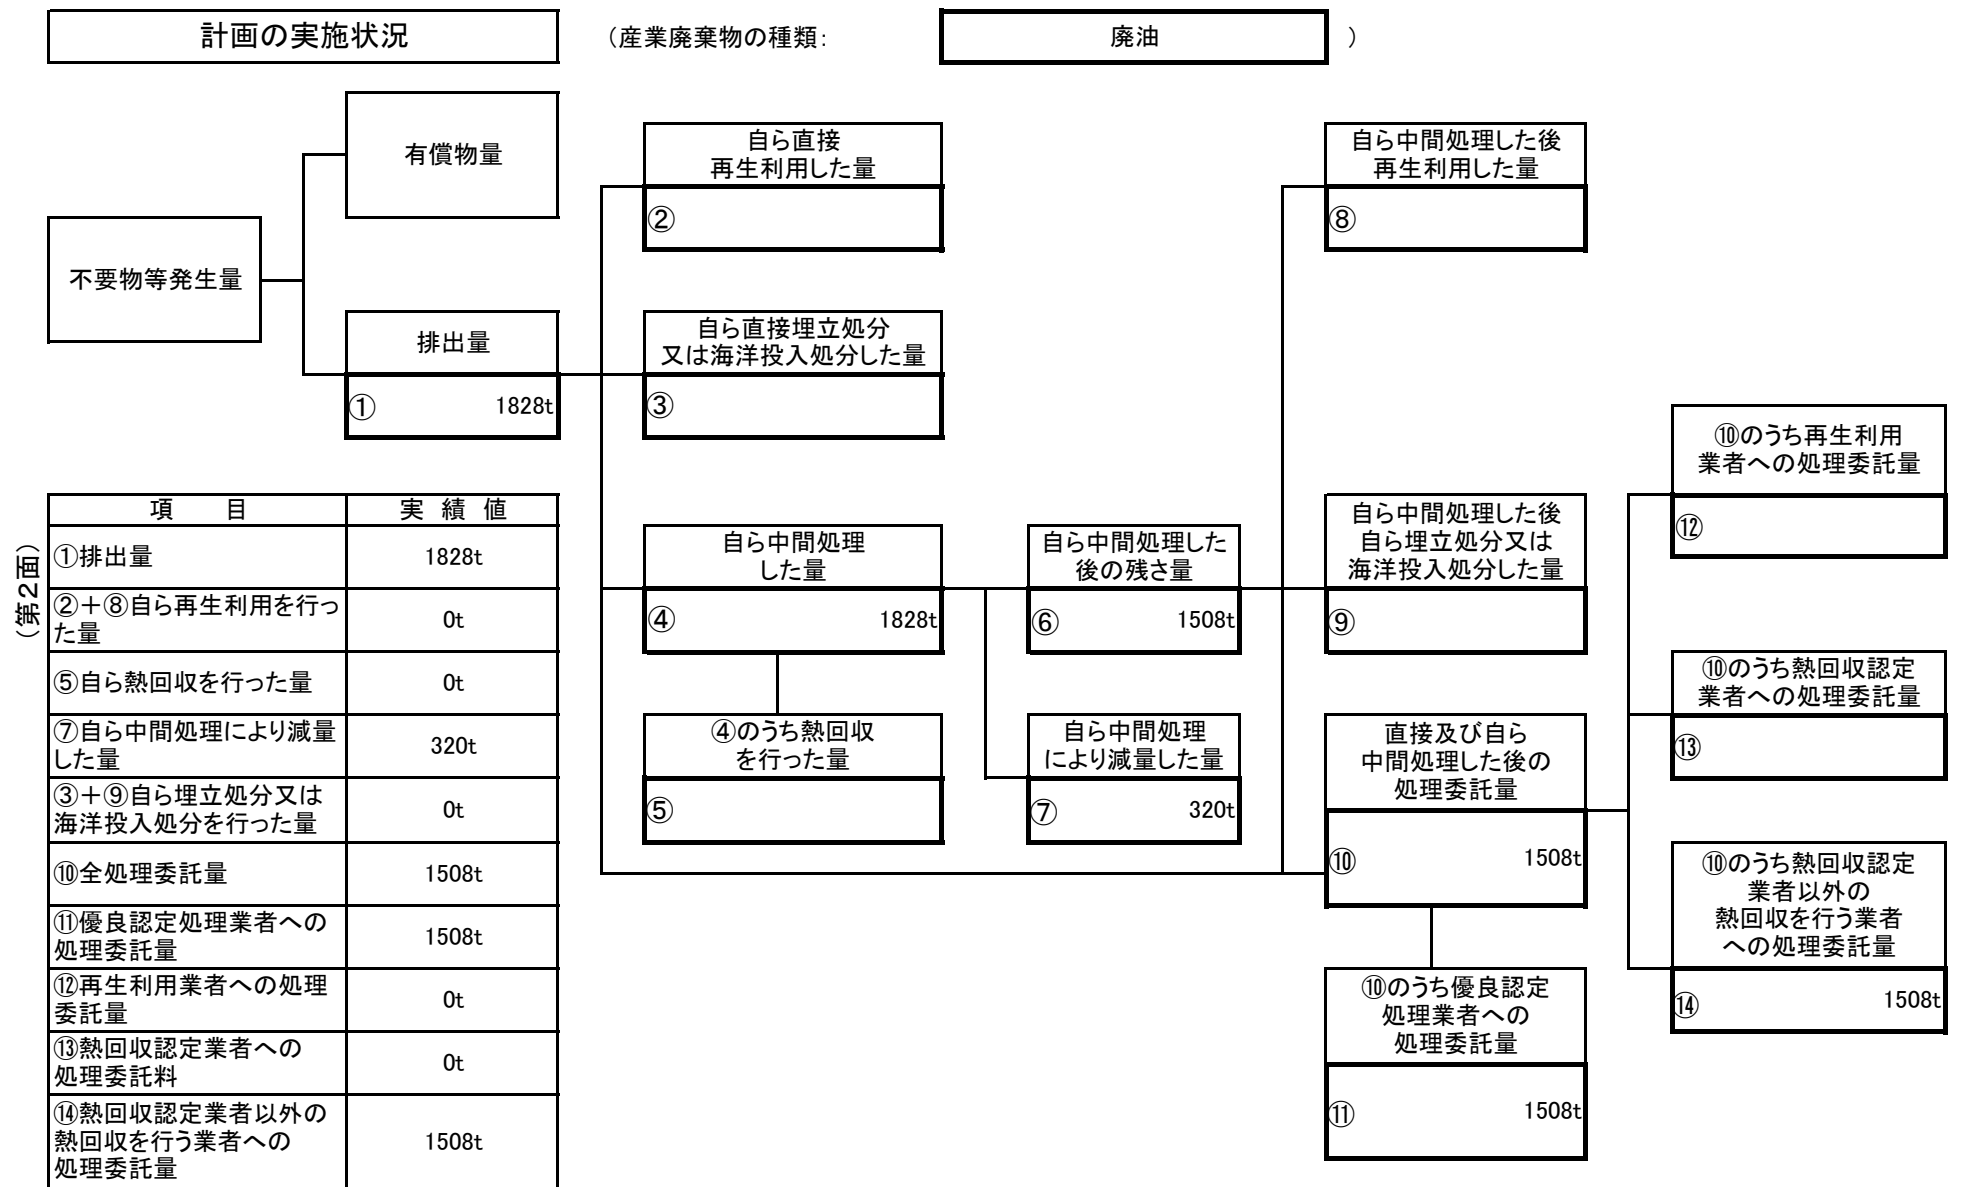 計画の実施状況
（産業廃棄物の種類：
廃油
）
有償物量
不要物等発生量
排出量
① 1828t
自ら直接
再生利用した量
②
自ら直接埋立処分
又は海洋投入処分した量
③
自ら中間処理
した量
④ 1828t
④のうち熱回収
を行った量
⑤
自ら中間処理した
後の残さ量
⑥ 1508t
自ら中間処理
により減量した量
⑦ 320t
自ら中間処理した後
再生利用した量
⑧
自ら中間処理した後
自ら埋立処分又は
海洋投入処分した量
⑨
直接及び自ら
中間処理した後の
処理委託量
⑩ 1508t
⑩のうち優良認定
処理業者への
処理委託量
⑪ 1508t
⑩のうち再生利用
業者への処理委託量
⑫
⑩のうち熱回収認定
業者への処理委託量
⑬
⑩のうち熱回収認定
業者以外の
熱回収を行う業者
への処理委託量
⑭ 1508t
（第2面）
項 目 実 績 値
①排出量 1828t
②＋⑧自ら再生利用を行っ
た量 0t
⑤自ら熱回収を行った量 0t
⑦自ら中間処理により減量
した量 320t
③＋⑨自ら埋立処分又は
海洋投入処分を行った量 0t
⑩全処理委託量 1508t
⑪優良認定処理業者への
処理委託量 1508t
⑫再生利用業者への処理
委託量 0t
⑬熱回収認定業者への
処理委託料 0t
⑭熱回収認定業者以外の
熱回収を行う業者への
処理委託量 1508t